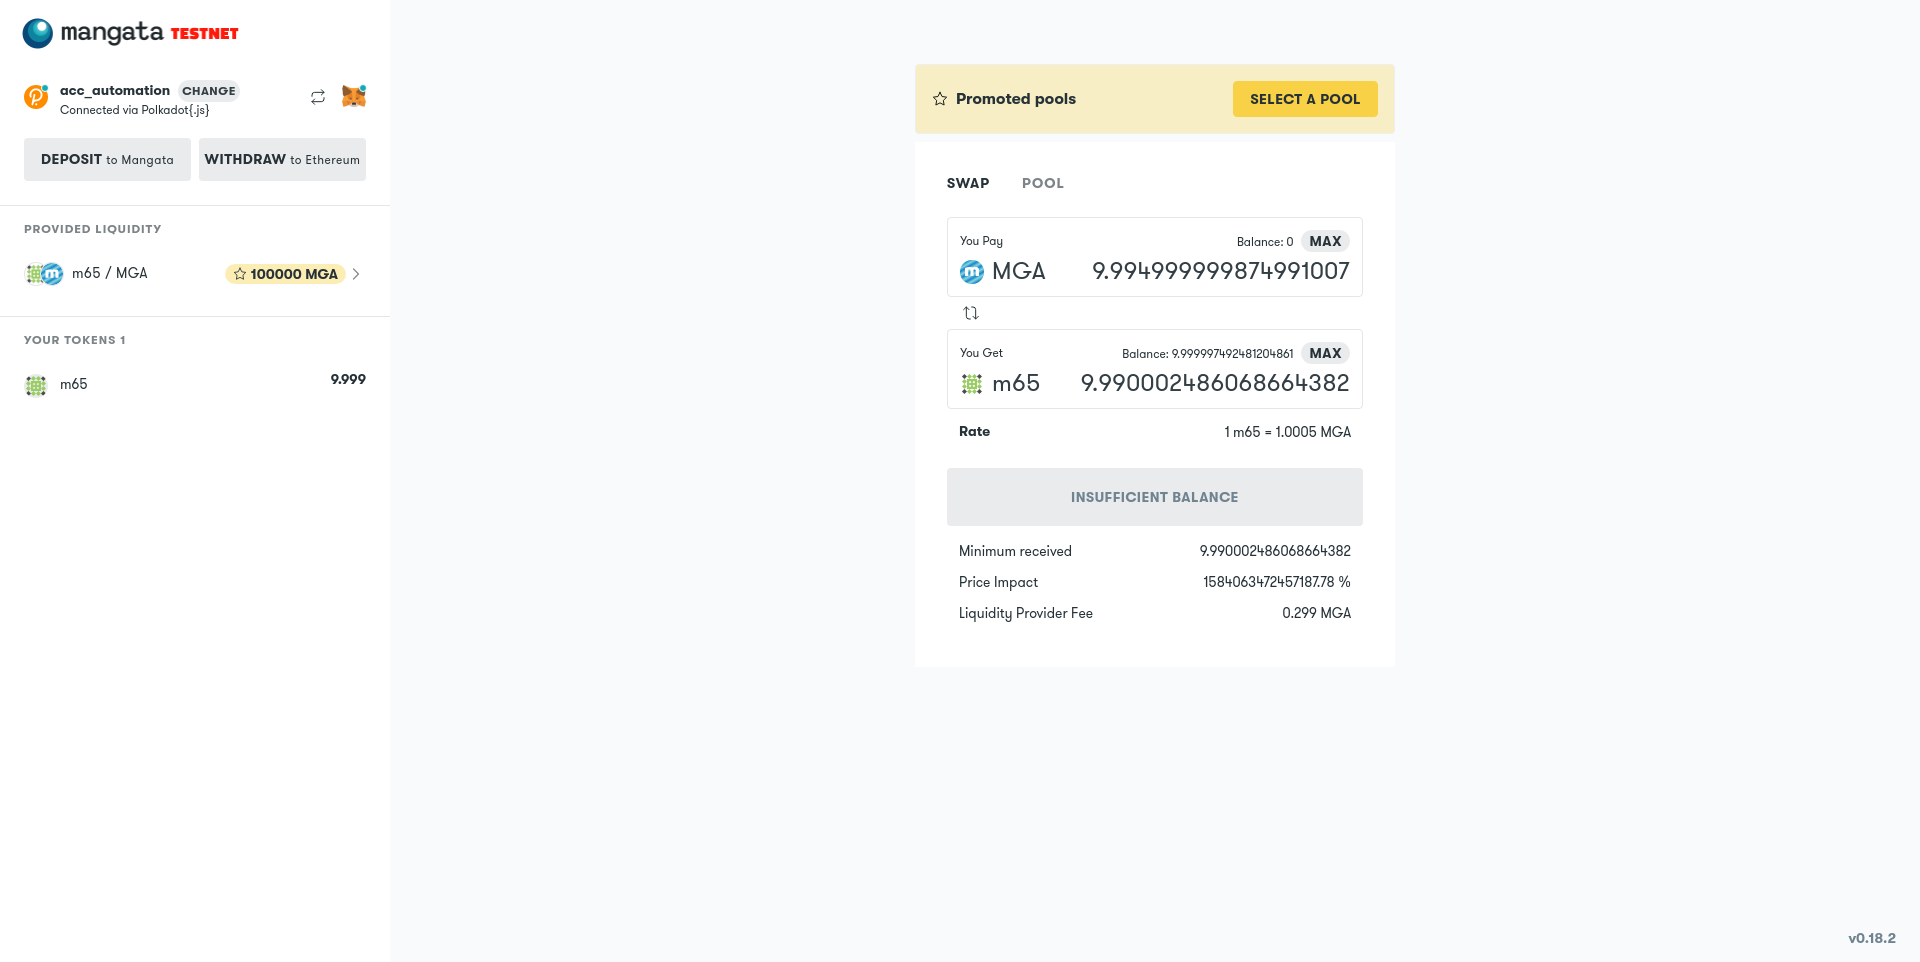 mangata TESTNET
acc_automation CHANGE
Connected via Polkadot{.js}
DEPOSIT to Mangata WITHDRAW to Ethereum
PROVIDED LIQUIDITY
m65 / MGA 100000 MGA
YOUR TOKENS 1
m65 9.999
Promoted pools SELECT A POOL
SWAP POOL
You Pay Balance: 0 MAX
MGA 9.994999999874991007
You Get Balance: 9.999997492481204861 MAX
m65 9.990002486068664382
Rate 1 m65 = 1.0005 MGA
INSUFFICIENT BALANCE
Minimum received 9.990002486068664382
Price Impact 1584063472457187.78 %
Liquidity Provider Fee 0.299 MGA
v0.18.2